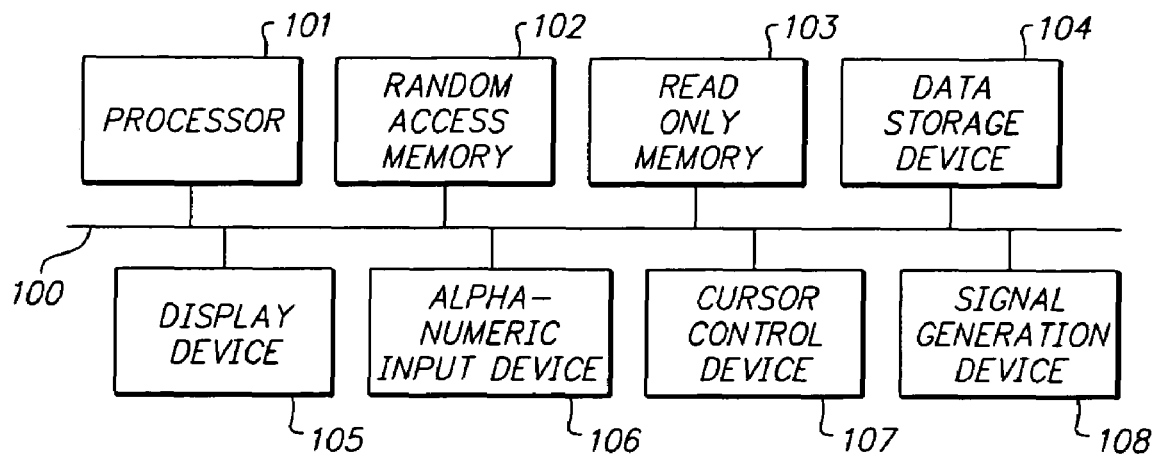 101
102
103
104
PROCESSOR
RANDOM
ACCESS
MEMORY
READ
ONLY
MEMORY
DATA
STORAGE
DEVICE
100
DISPLAY
DEVICE
ALPHA-
NUMERIC
INPUT DEVICE
CURSOR
CONTROL
DEVICE
SIGNAL
GENERATION
DEVICE
105
106
107
108